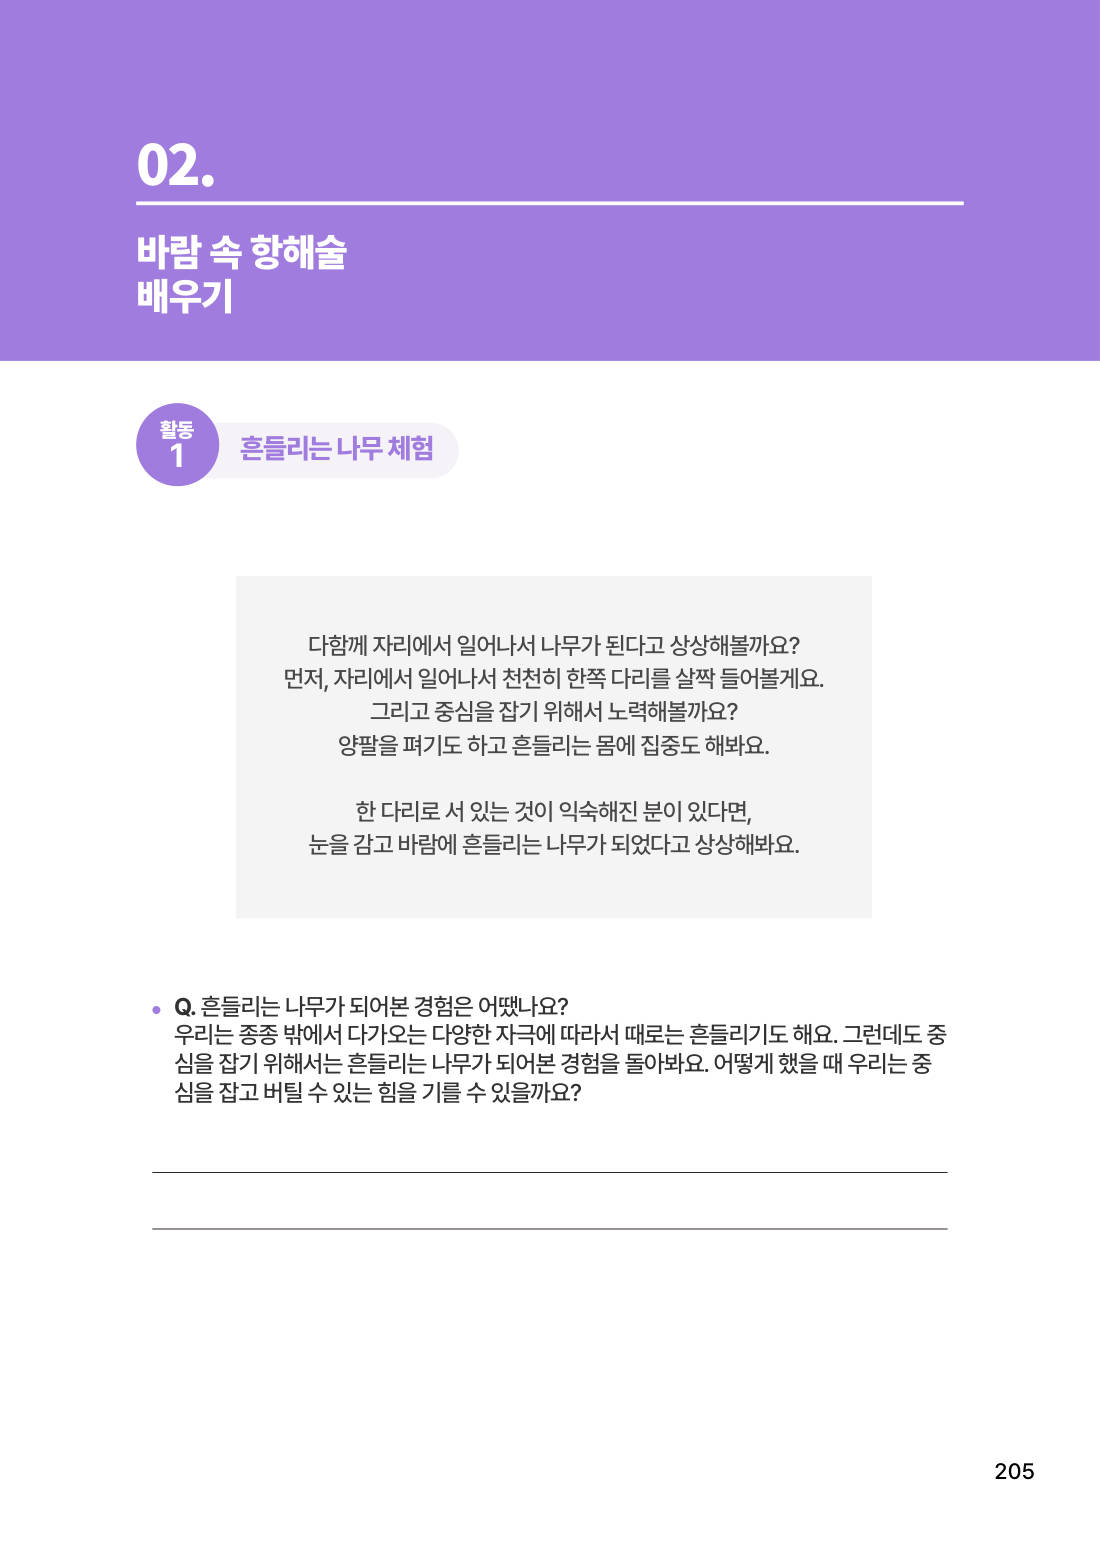 02.
바람 속 항해술
배우기
활동
1
흔들리는 나무 체험
다함께 자리에서 일어나서 나무가 된다고 상상해볼까요?
먼저, 자리에서 일어나서 천천히 한쪽 다리를 살짝 들어볼게요.
그리고 중심을 잡기 위해서 노력해볼까요?
양팔을 펴기도 하고 흔들리는 몸에 집중도 해봐요.
한 다리로 서 있는 것이 익숙해진 분이 있다면,
눈을 감고 바람에 흔들리는 나무가 되었다고 상상해봐요.
• Q. 흔들리는 나무가 되어본 경험은 어땠나요?
우리는 종종 밖에서 다가오는 다양한 자극에 따라서 때로는 흔들리기도 해요. 그런데도 중
심을 잡기 위해서는 흔들리는 나무가 되어본 경험을 돌아봐요. 어떻게 했을 때 우리는 중
심을 잡고 버틸 수 있는 힘을 기를 수 있을까요?
205